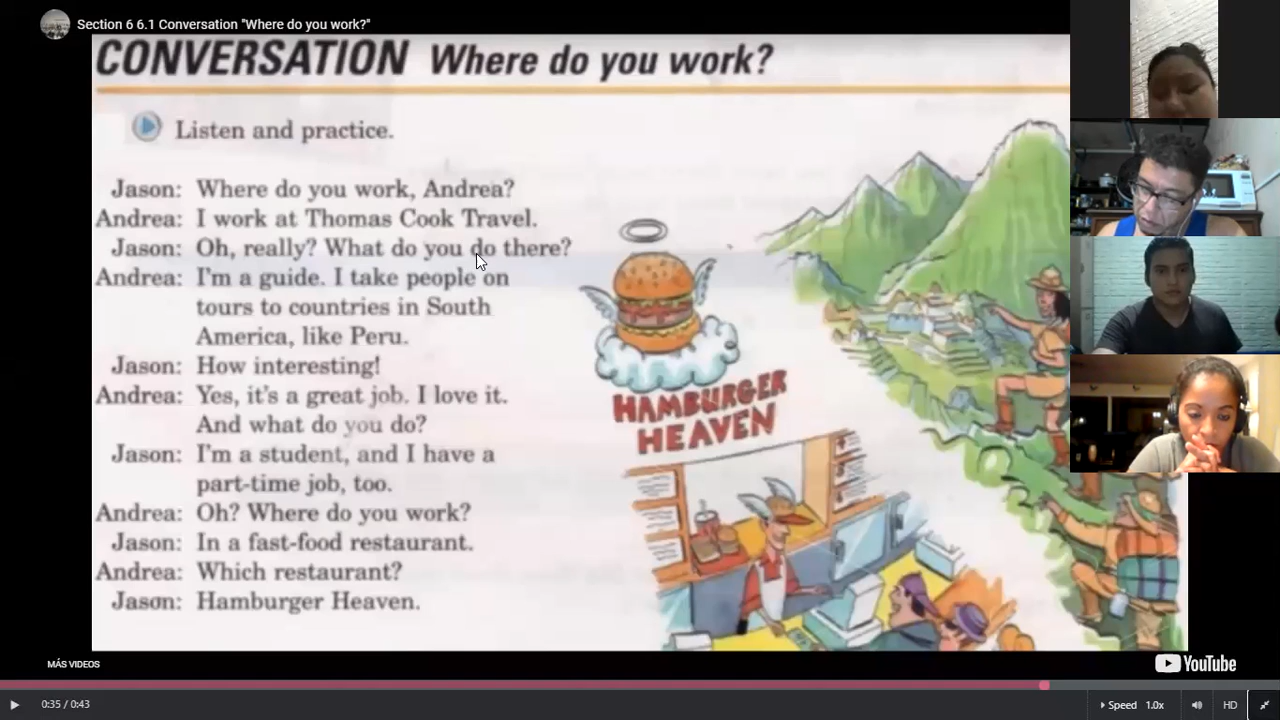 Section 6 6.1 Conversation "Where do you work?"
CONVERSATION Where do you work?
Listen and practice.
Jason: Where do you work, Andrea?
Andrea: I work at Thomas Cook Travel.
Jason: Oh, really? What do you do there?
Andrea: I'm a guide. I take people on
tours to countries in South
America, like Peru.
Jason: How interesting!
Andrea: Yes, it's a great job. I love it.
And what do you do?
Jason: I'm a student, and I have a
part-time job, too.
Andrea: Oh? Where do you work?
Jason: In a fast-food restaurant.
Andrea: Which restaurant?
Jason: Hamburger Heaven.
HAMBURGER
HEAVEN
MÁS VIDEOS
YouTube
0:35 / 0:43
Speed 1.0x
HD